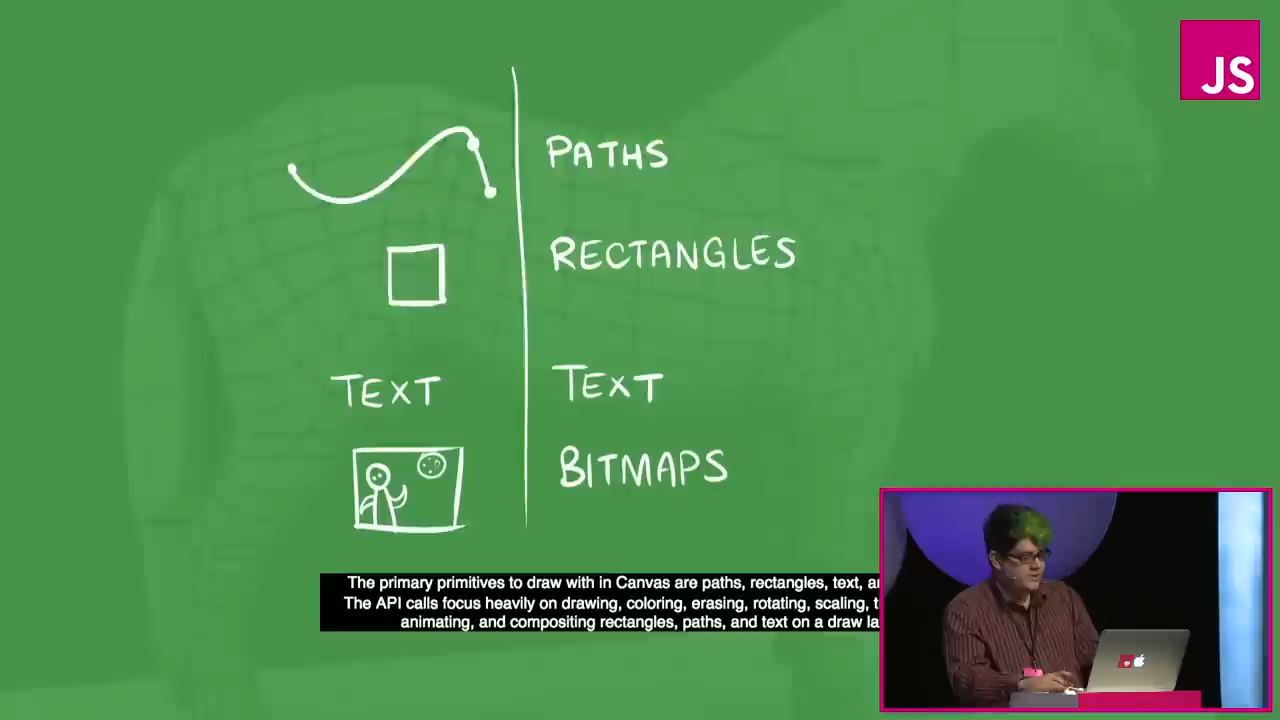 JS
PATHS
RECTANGLES
TEXT TEXT
BITMAPS
The primary primitives to draw with in Canvas are paths, rectangles, text,
The API calls focus heavily on drawing, coloring, erasing, rotating, scaling,
animating, and compositing rectangles, paths, and text on a draw